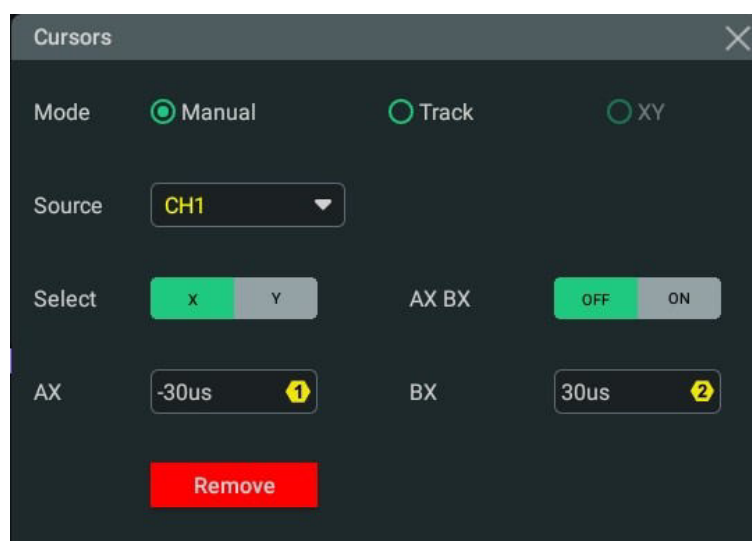 Cursors
Mode Manual Track XY
Source CH1
Select X Y AX BX OFF ON
AX -30us 1 BX 30us 2
Remove